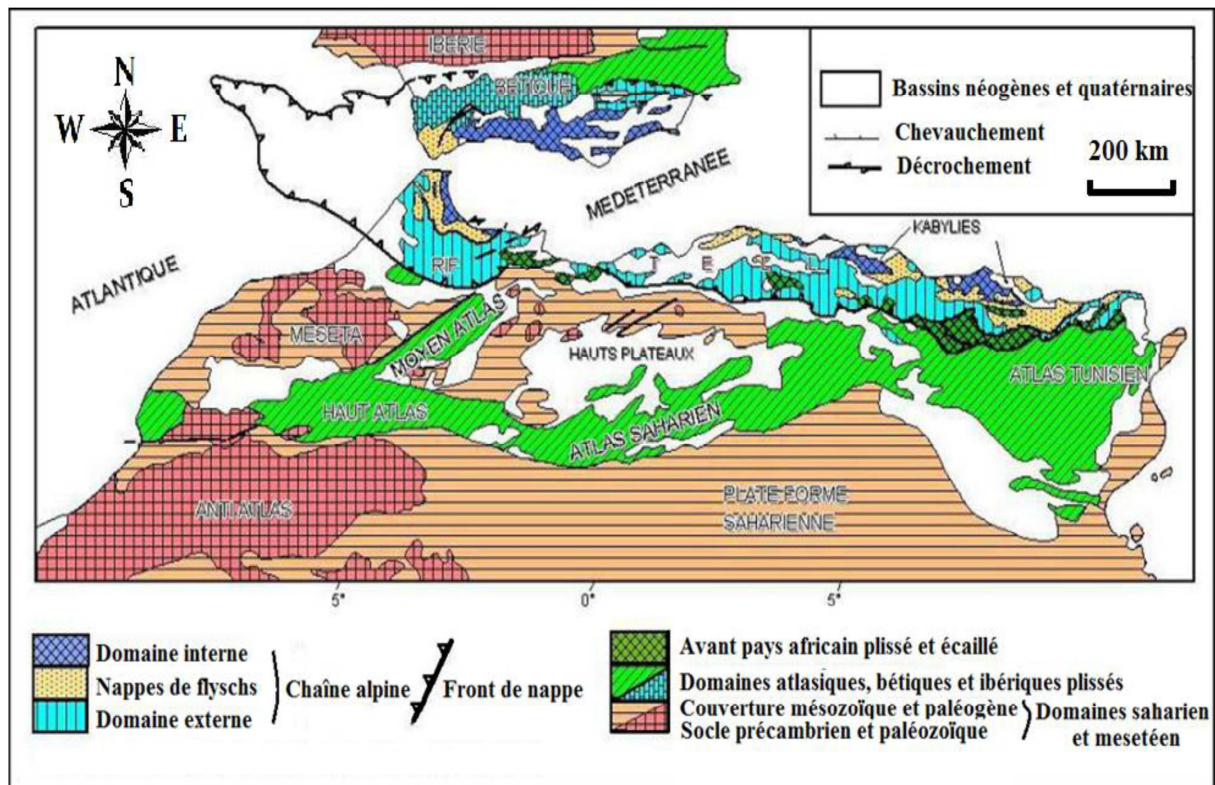 IBERIE
BETIQUE
N
W E
S
Bassins néogènes et quatérnaires
Chevauchement
Décrochement
200 km
MEDETERRANÉE
KABYLIES
ATLANTIQUE
RIF
T E L L
MESETA
MOYEN ATLAS
HAUTS PLATEAUX
ATLAS TUNISIEN
HAUT ATLAS
ATLAS SAHARIEN
ANTI ATLAS
PLATE FORME
SAHARIENNE
5° 0° 5°
Domaine interne
Nappes de flyschs
Domaine externe
Chaîne alpine
Front de nappe
Avant pays africain plissé et écaillé
Domaines atlasiques, bétiques et ibériques plissés
Couverture mésozoïque et paléogène
Socle précambrien et paléozoïque
Domaines saharien
et mesetéen